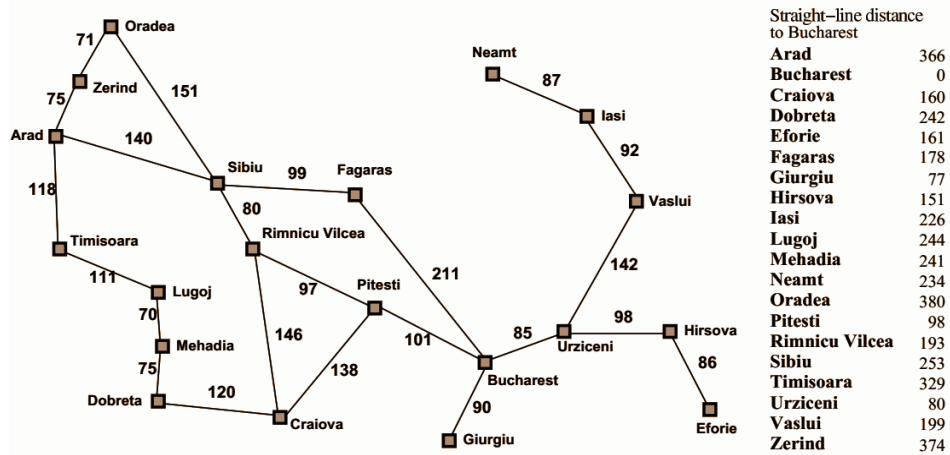 Oradea
71
Zerind
75
151
Arad
140
118
Sibiu
99
Fagaras
80
Rimnicu Vilcea
Timisoara
111
Lugoj
70
Mehadia
75
Dobreta
120
Craiova
146
97
Pitesti
138
101
211
Bucharest
90
Giurgiu
85
Urziceni
98
Hirsova
86
Eforie
142
Vaslui
92
Iasi
87
Neamt
Straight–line distance
to Bucharest
Arad 366
Bucharest 0
Craiova 160
Dobreta 242
Eforie 161
Fagaras 178
Giurgiu 77
Hirsova 151
Iasi 226
Lugoj 244
Mehadia 241
Neamt 234
Oradea 380
Pitesti 98
Rimnicu Vilcea 193
Sibiu 253
Timisoara 329
Urziceni 80
Vaslui 199
Zerind 374